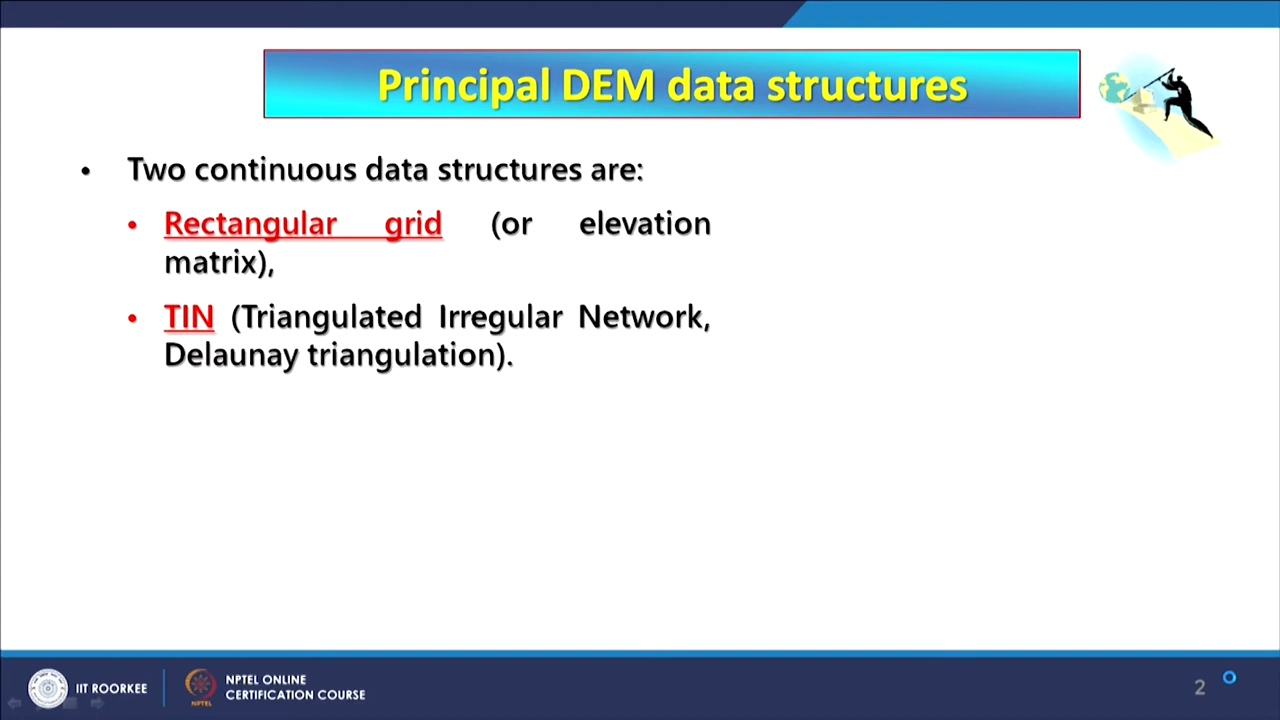 Principal DEM data structures
• Two continuous data structures are:
• Rectangular grid (or elevation
matrix),
• TIN (Triangulated Irregular Network,
Delaunay triangulation).
IIT ROORKEE
NPTEL
NPTEL ONLINE
CERTIFICATION COURSE
2